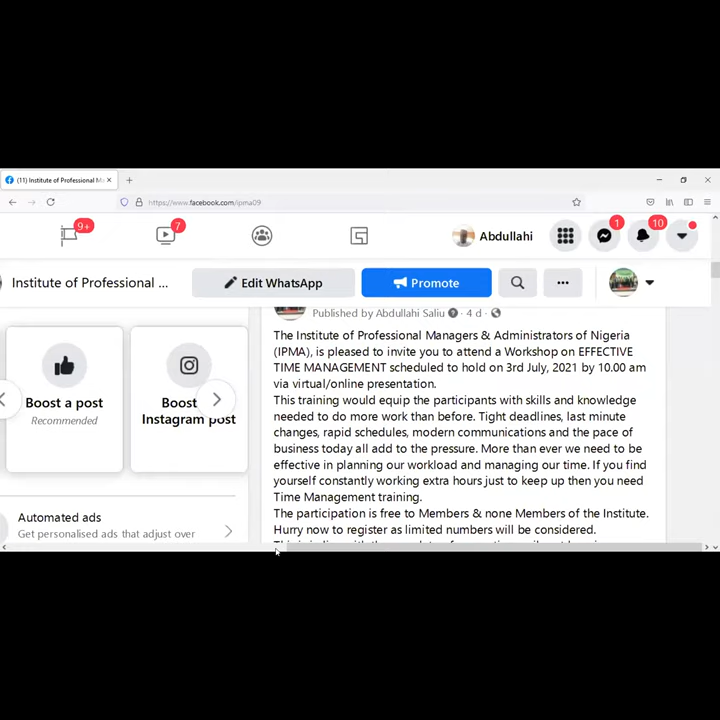 (11) Institute of Professional Ma
https://www.facebook.com/ipma09
9+
7
Abdullahi
1
10
Institute of Professional ...
Edit WhatsApp
Promote
Published by Abdullahi Saliu · 4 d ·
The Institute of Professional Managers & Administrators of Nigeria
(IPMA), is pleased to invite you to attend a Workshop on EFFECTIVE
TIME MANAGEMENT scheduled to hold on 3rd July, 2021 by 10.00 am
via virtual/online presentation.
This training would equip the participants with skills and knowledge
needed to do more work than before. Tight deadlines, last minute
changes, rapid schedules, modern communications and the pace of
business today all add to the pressure. More than ever we need to be
effective in planning our workload and managing our time. If you find
yourself constantly working extra hours just to keep up then you need
Time Management training.
The participation is free to Members & none Members of the Institute.
Hurry now to register as limited numbers will be considered.
Boost a post
Recommended
Boost
Instagram post
Automated ads
Get personalised ads that adjust over